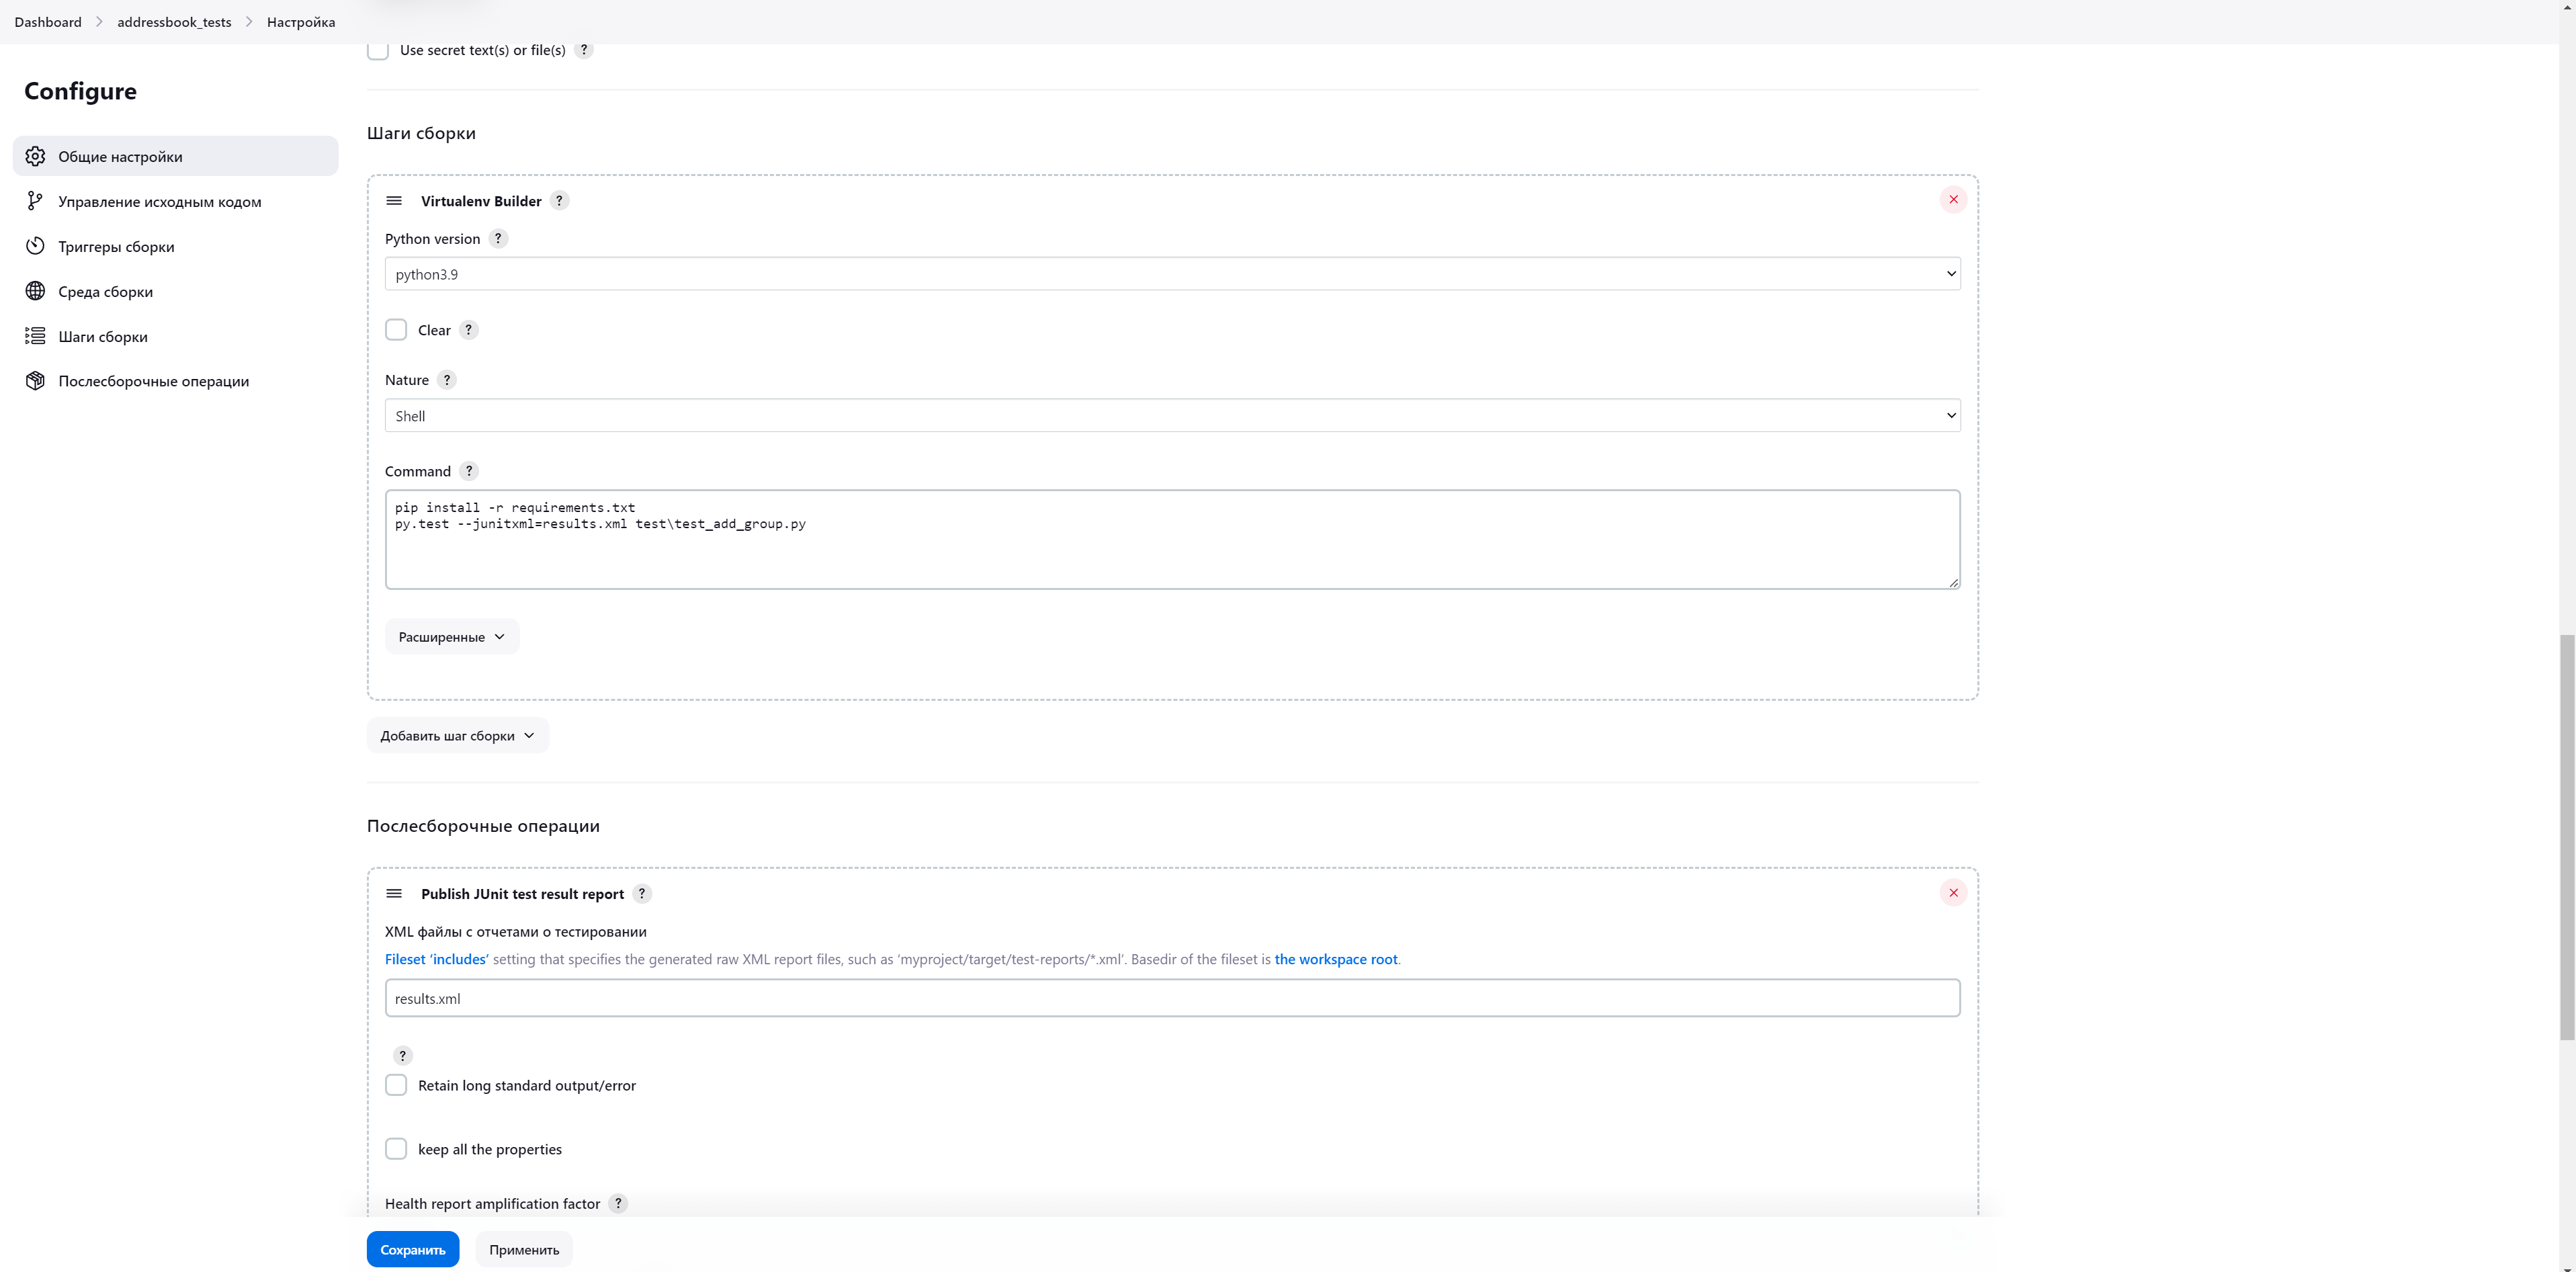 Dashboard > addressbook_tests > Настройка
Use secret text(s) or file(s) ?
Configure
Общие настройки
Управление исходным кодом
Триггеры сборки
Среда сборки
Шаги сборки
Послесборочные операции
Шаги сборки
Virtualenv Builder ?
Python version ?
python3.9
Clear ?
Nature ?
Shell
Command ?
pip install -r requirements.txt
py.test --junitxml=results.xml test\test_add_group.py
Расширенные
Добавить шаг сборки
Послесборочные операции
Publish JUnit test result report ?
XML файлы с отчетами о тестировании
Fileset ‘includes’ setting that specifies the generated raw XML report files, such as ‘myproject/target/test-reports/*.xml’. Basedir of the fileset is the workspace root.
results.xml
?
Retain long standard output/error
keep all the properties
Health report amplification factor ?
Сохранить
Применить